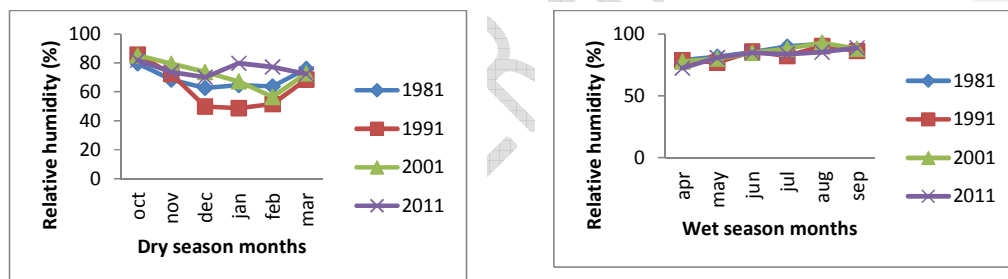 Relative humidity (%)
100
80
60
40
20
0
oct
nov
dec
jan
feb
mar
Dry season months
1981
1991
2001
2011
Relative humidity (%)
100
50
0
apr
may
jun
jul
aug
sep
Wet season months
1981
1991
2001
2011